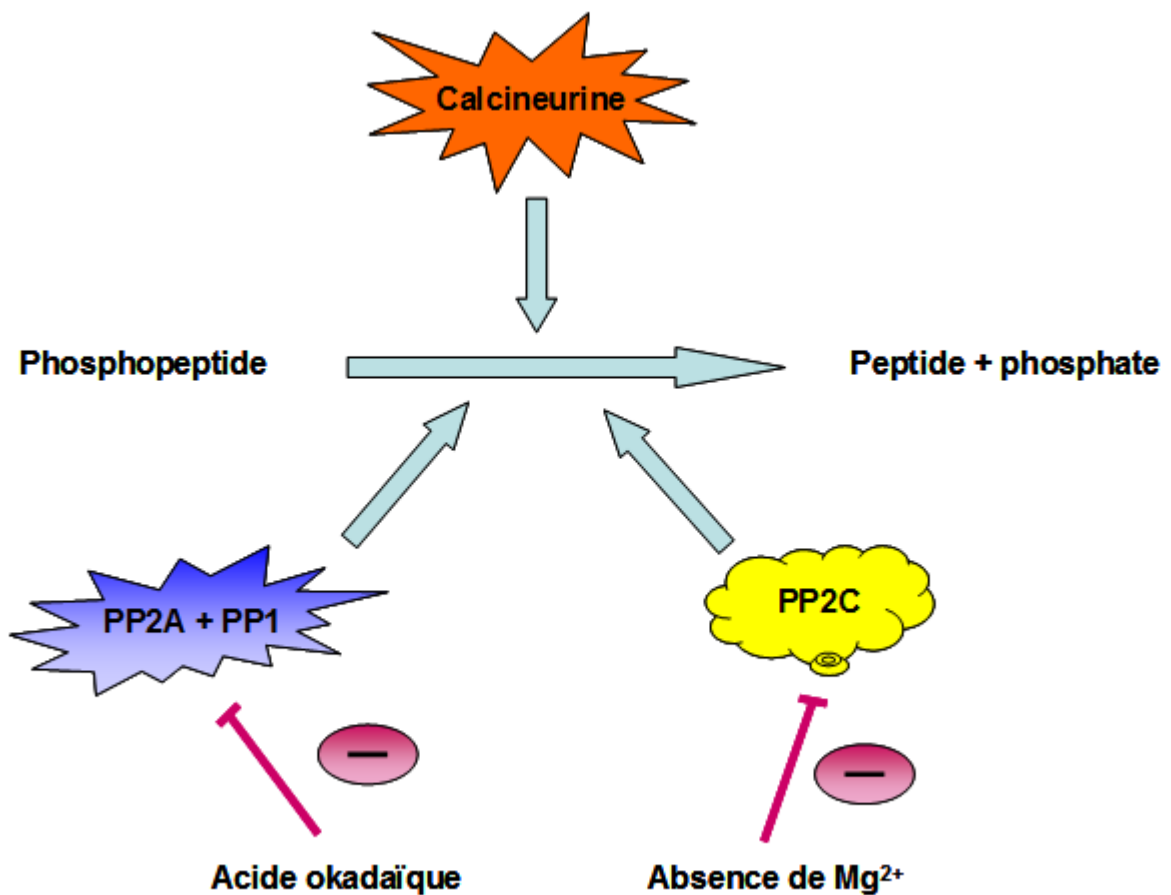 Calcineurine
Phosphopeptide
Peptide + phosphate
PP2A + PP1
PP2C
Acide okadaïque
Absence de Mg²⁺